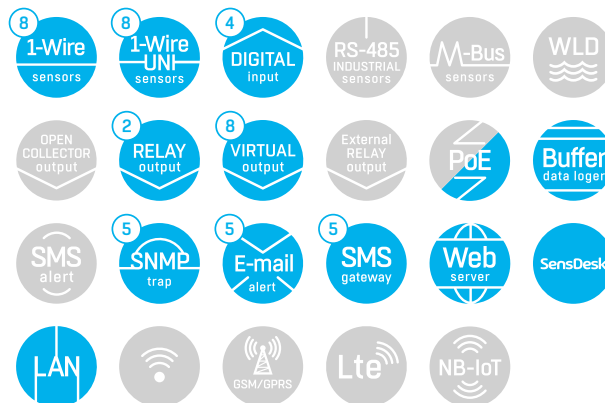 8
1-Wire
sensors
8
1-Wire
UNI
sensors
4
DIGITAL
input
RS-485
INDUSTRIAL
sensors
M-Bus
sensors
WLD
OPEN
COLLECTOR
output
2
RELAY
output
8
VIRTUAL
output
External
RELAY
output
PoE
Buffer
data loger
SMS
alert
5
SNMP
trap
5
E-mail
alert
5
SMS
gateway
Web
server
SensDesk
LAN
GSM/GPRS
Lte
NB-IoT